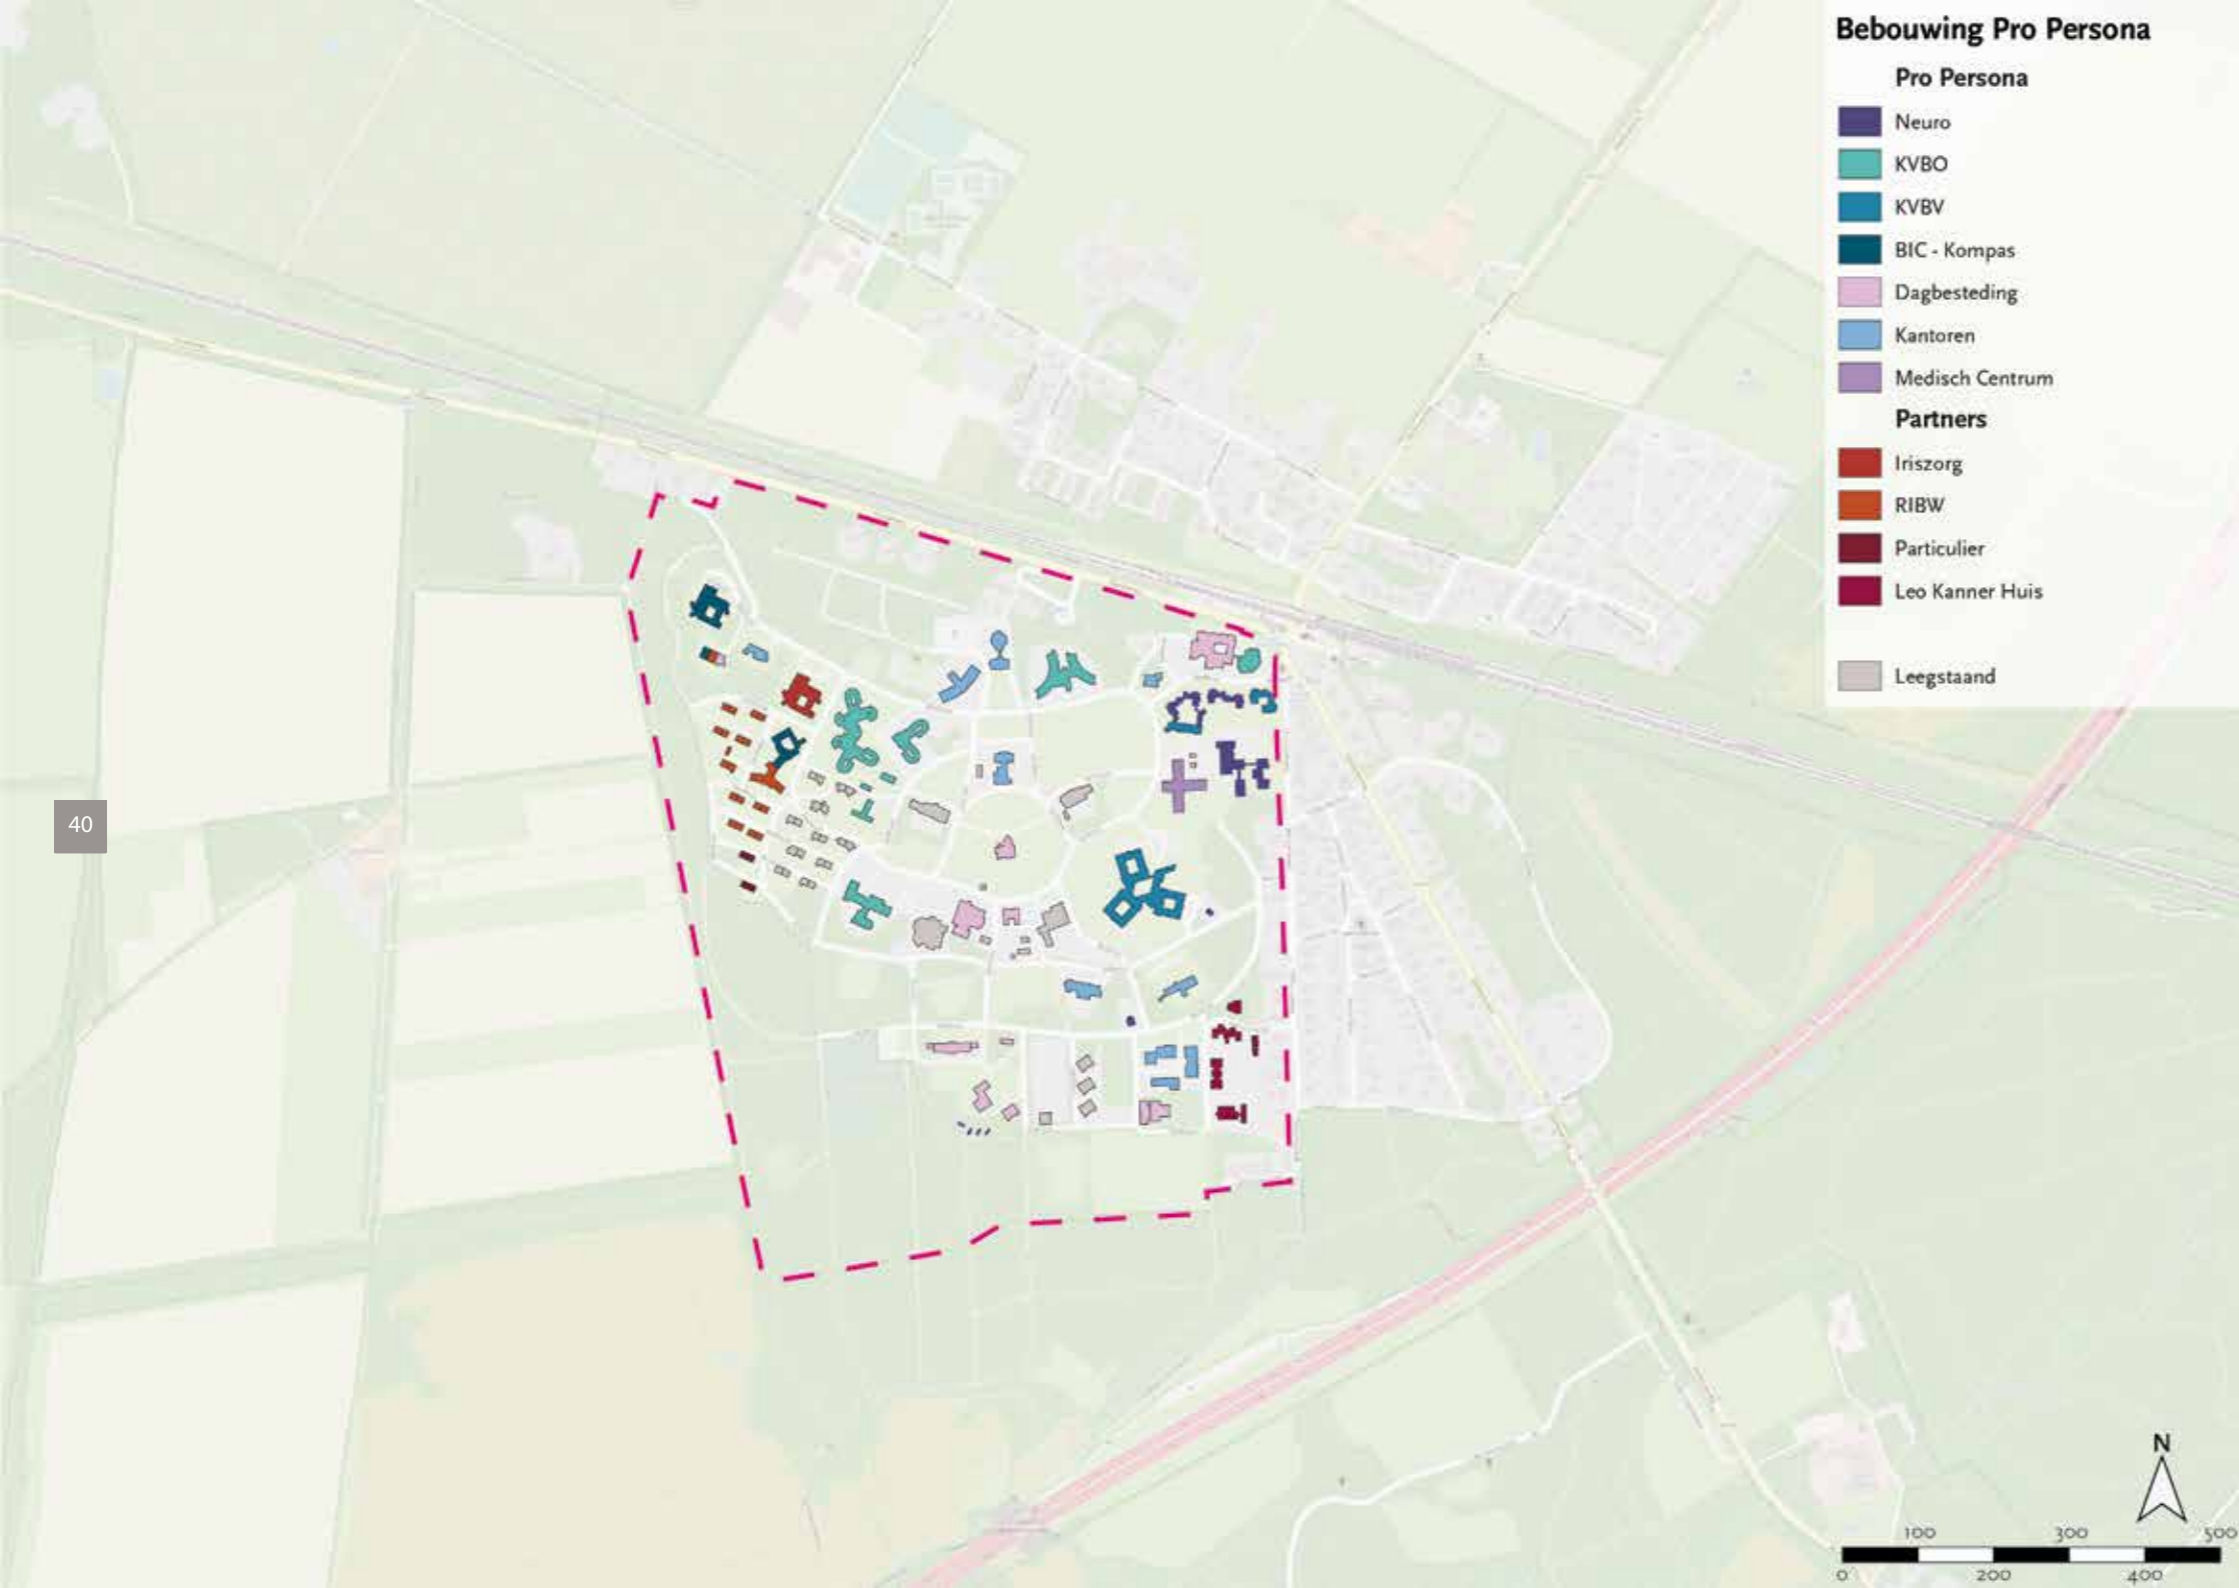 Bebouwing Pro Persona
Pro Persona
Neuro
KVBO
KVBV
BIC - Kompas
Dagbesteding
Kantoren
Medisch Centrum
Partners
Iriszorg
RIBW
Particulier
Leo Kanner Huis
Leegstaand
40
N
100 300 500
0 200 400